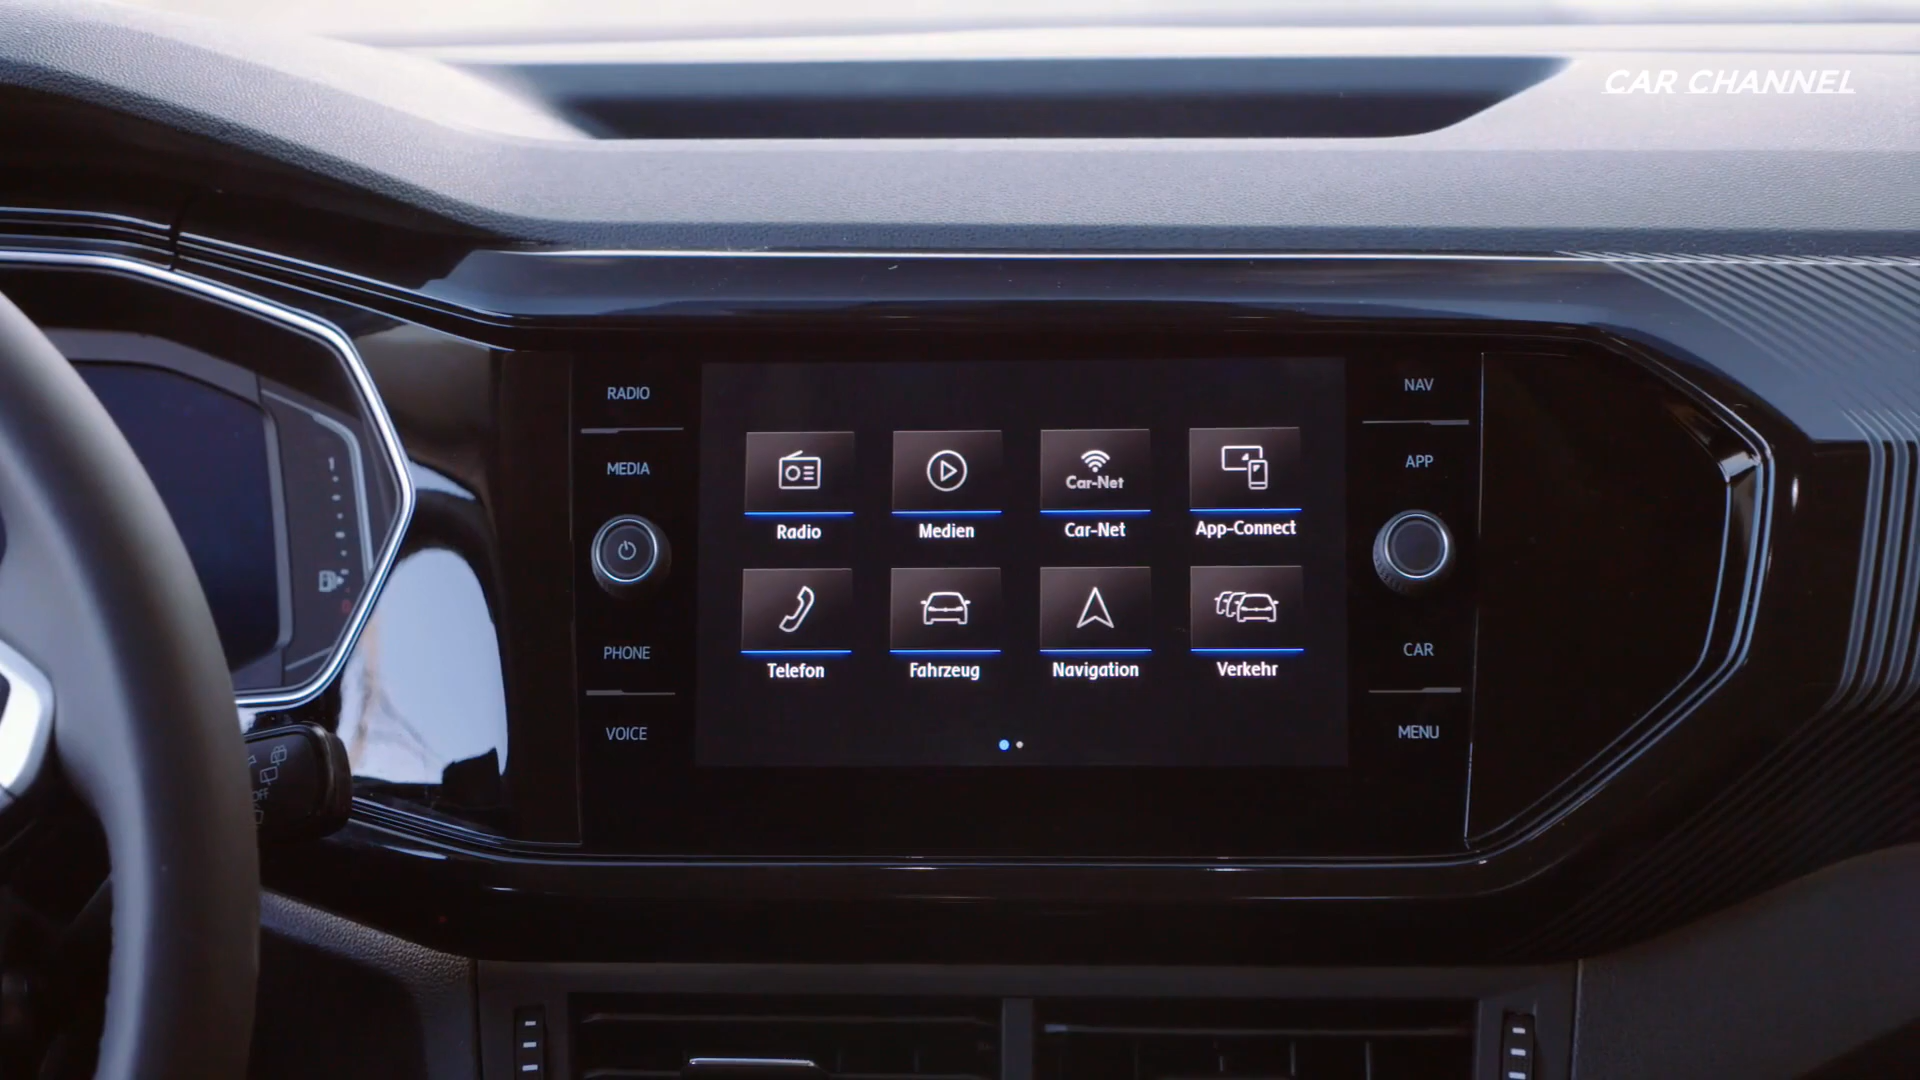 CAR CHANNEL
RADIO
NAV
MEDIA
APP
Car-Net
Radio
Medien
Car-Net
App-Connect
PHONE
CAR
Telefon
Fahrzeug
Navigation
Verkehr
VOICE
MENU
OFF